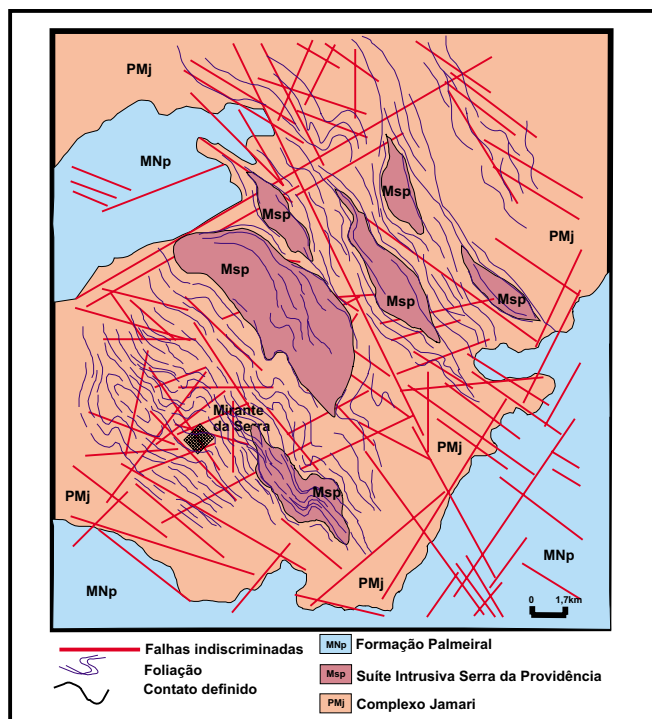 PMj
MNp
Msp
Msp
PMj
Msp
Msp
Msp
Mirante
da Serra
PMj
Msp
PMj
MNp
MNp
PMj
0 1,7km
Falhas indiscriminadas
Foliação
Contato definido
MNp Formação Palmeiral
Msp Suíte Intrusiva Serra da Providência
PMj Complexo Jamari